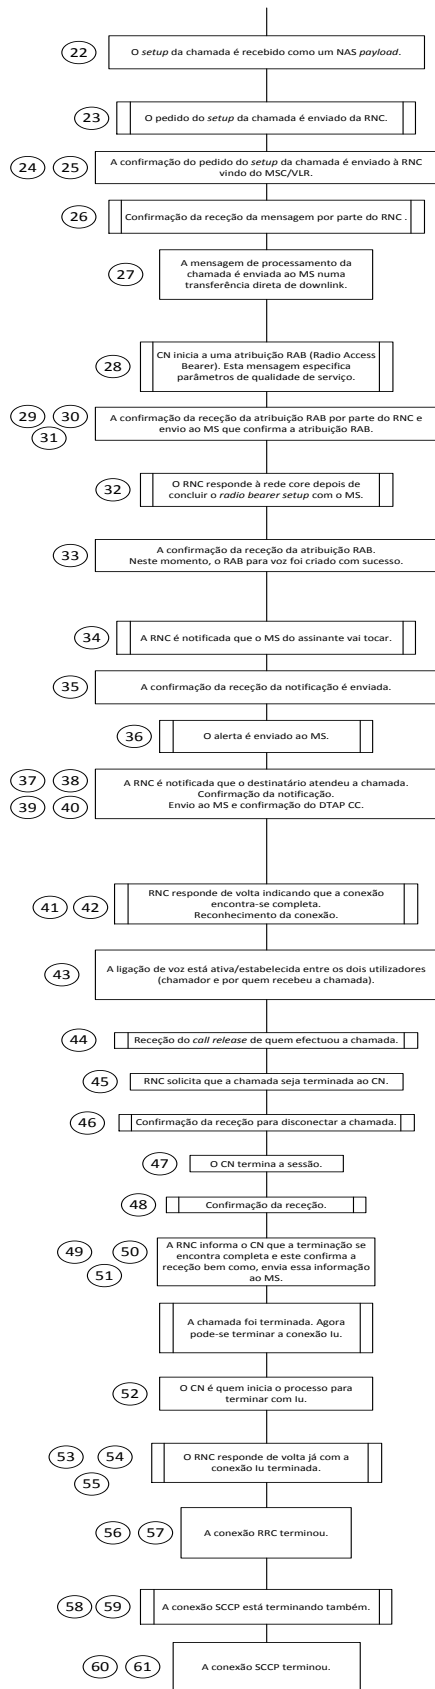 22
O setup da chamada é recebido como um NAS payload.
23
O pedido do setup da chamada é enviado da RNC.
24 25
A confirmação do pedido do setup da chamada é enviado à RNC
vindo do MSC/VLR.
26
Confirmação da receção da mensagem por parte do RNC .
27
A mensagem de processamento da
chamada é enviada ao MS numa
transferência direta de downlink.
28
CN inicia a uma atribuição RAB (Radio Access
Bearer). Esta mensagem especifica
parâmetros de qualidade de serviço.
29 30
31
A confirmação da receção da atribuição RAB por parte do RNC e
envio ao MS que confirma a atribuição RAB.
32
O RNC responde à rede core depois de
concluir o radio bearer setup com o MS.
33
A confirmação da receção da atribuição RAB.
Neste momento, o RAB para voz foi criado com sucesso.
34
A RNC é notificada que o MS do assinante vai tocar.
35
A confirmação da receção da notificação é enviada.
36
O alerta é enviado ao MS.
37 38
39 40
A RNC é notificada que o destinatário atendeu a chamada.
Confirmação da notificação.
Envio ao MS e confirmação do DTAP CC.
41 42
RNC responde de volta indicando que a conexão
encontra-se completa.
Reconhecimento da conexão.
43
A ligação de voz está ativa/estabelecida entre os dois utilizadores
(chamador e por quem recebeu a chamada).
44
Receção do call release de quem efectuou a chamada.
45
RNC solicita que a chamada seja terminada ao CN.
46
Confirmação da receção para disconectar a chamada.
47
O CN termina a sessão.
48
Confirmação da receção.
49 50
51
A RNC informa o CN que a terminação se
encontra completa e este confirma a
receção bem como, envia essa informação
ao MS.
A chamada foi terminada. Agora
pode-se terminar a conexão Iu.
52
O CN é quem inicia o processo para
terminar com Iu.
53 54
55
O RNC responde de volta já com a
conexão Iu terminada.
56 57
A conexão RRC terminou.
58 59
A conexão SCCP está terminando também.
60 61
A conexão SCCP terminou.